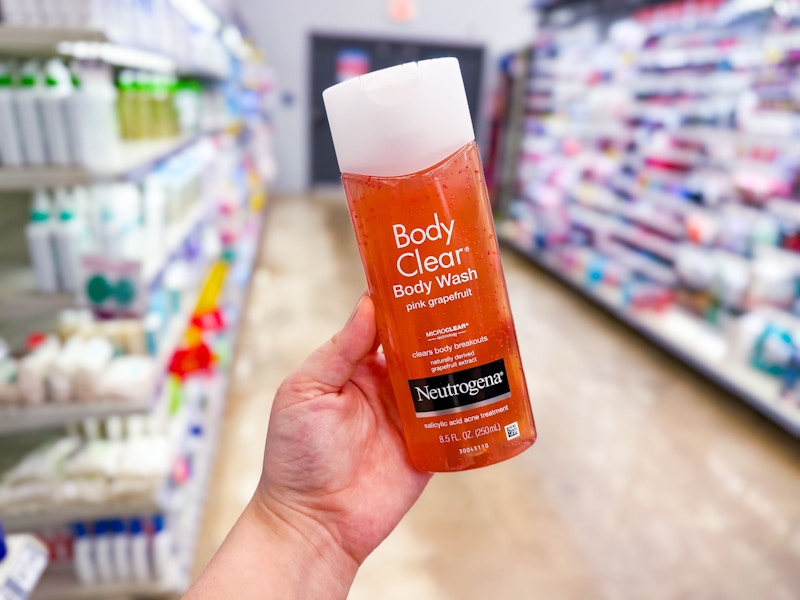 Body
Clear®
Body Wash
pink grapefruit
MICROCLEAR®
technology
clears body breakouts
naturally derived
grapefruit extract
Neutrogena®
salicylic acid acne treatment
8.5 FL. OZ. (250mL)
30045110